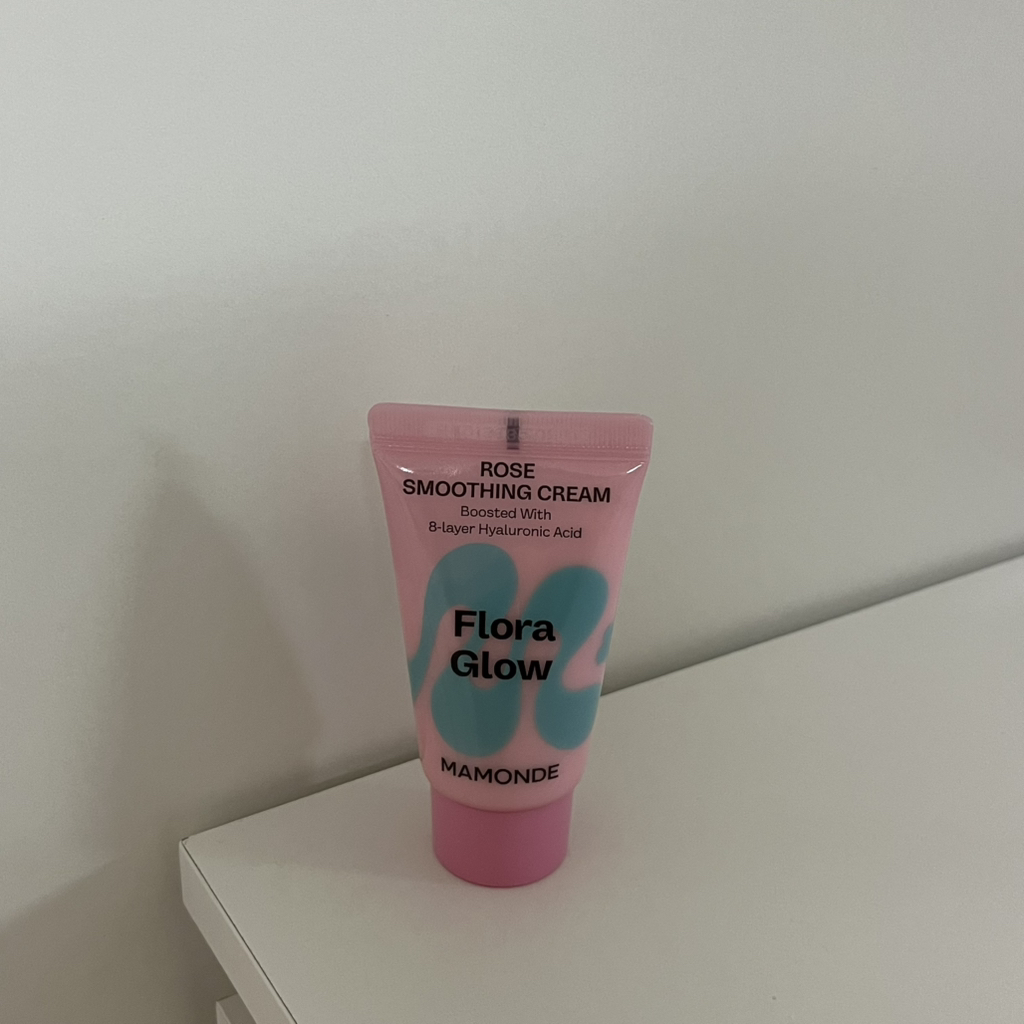 ROSE
SMOOTHING CREAM
Boosted With
8-layer Hyaluronic Acid
Flora
Glow
MAMONDE